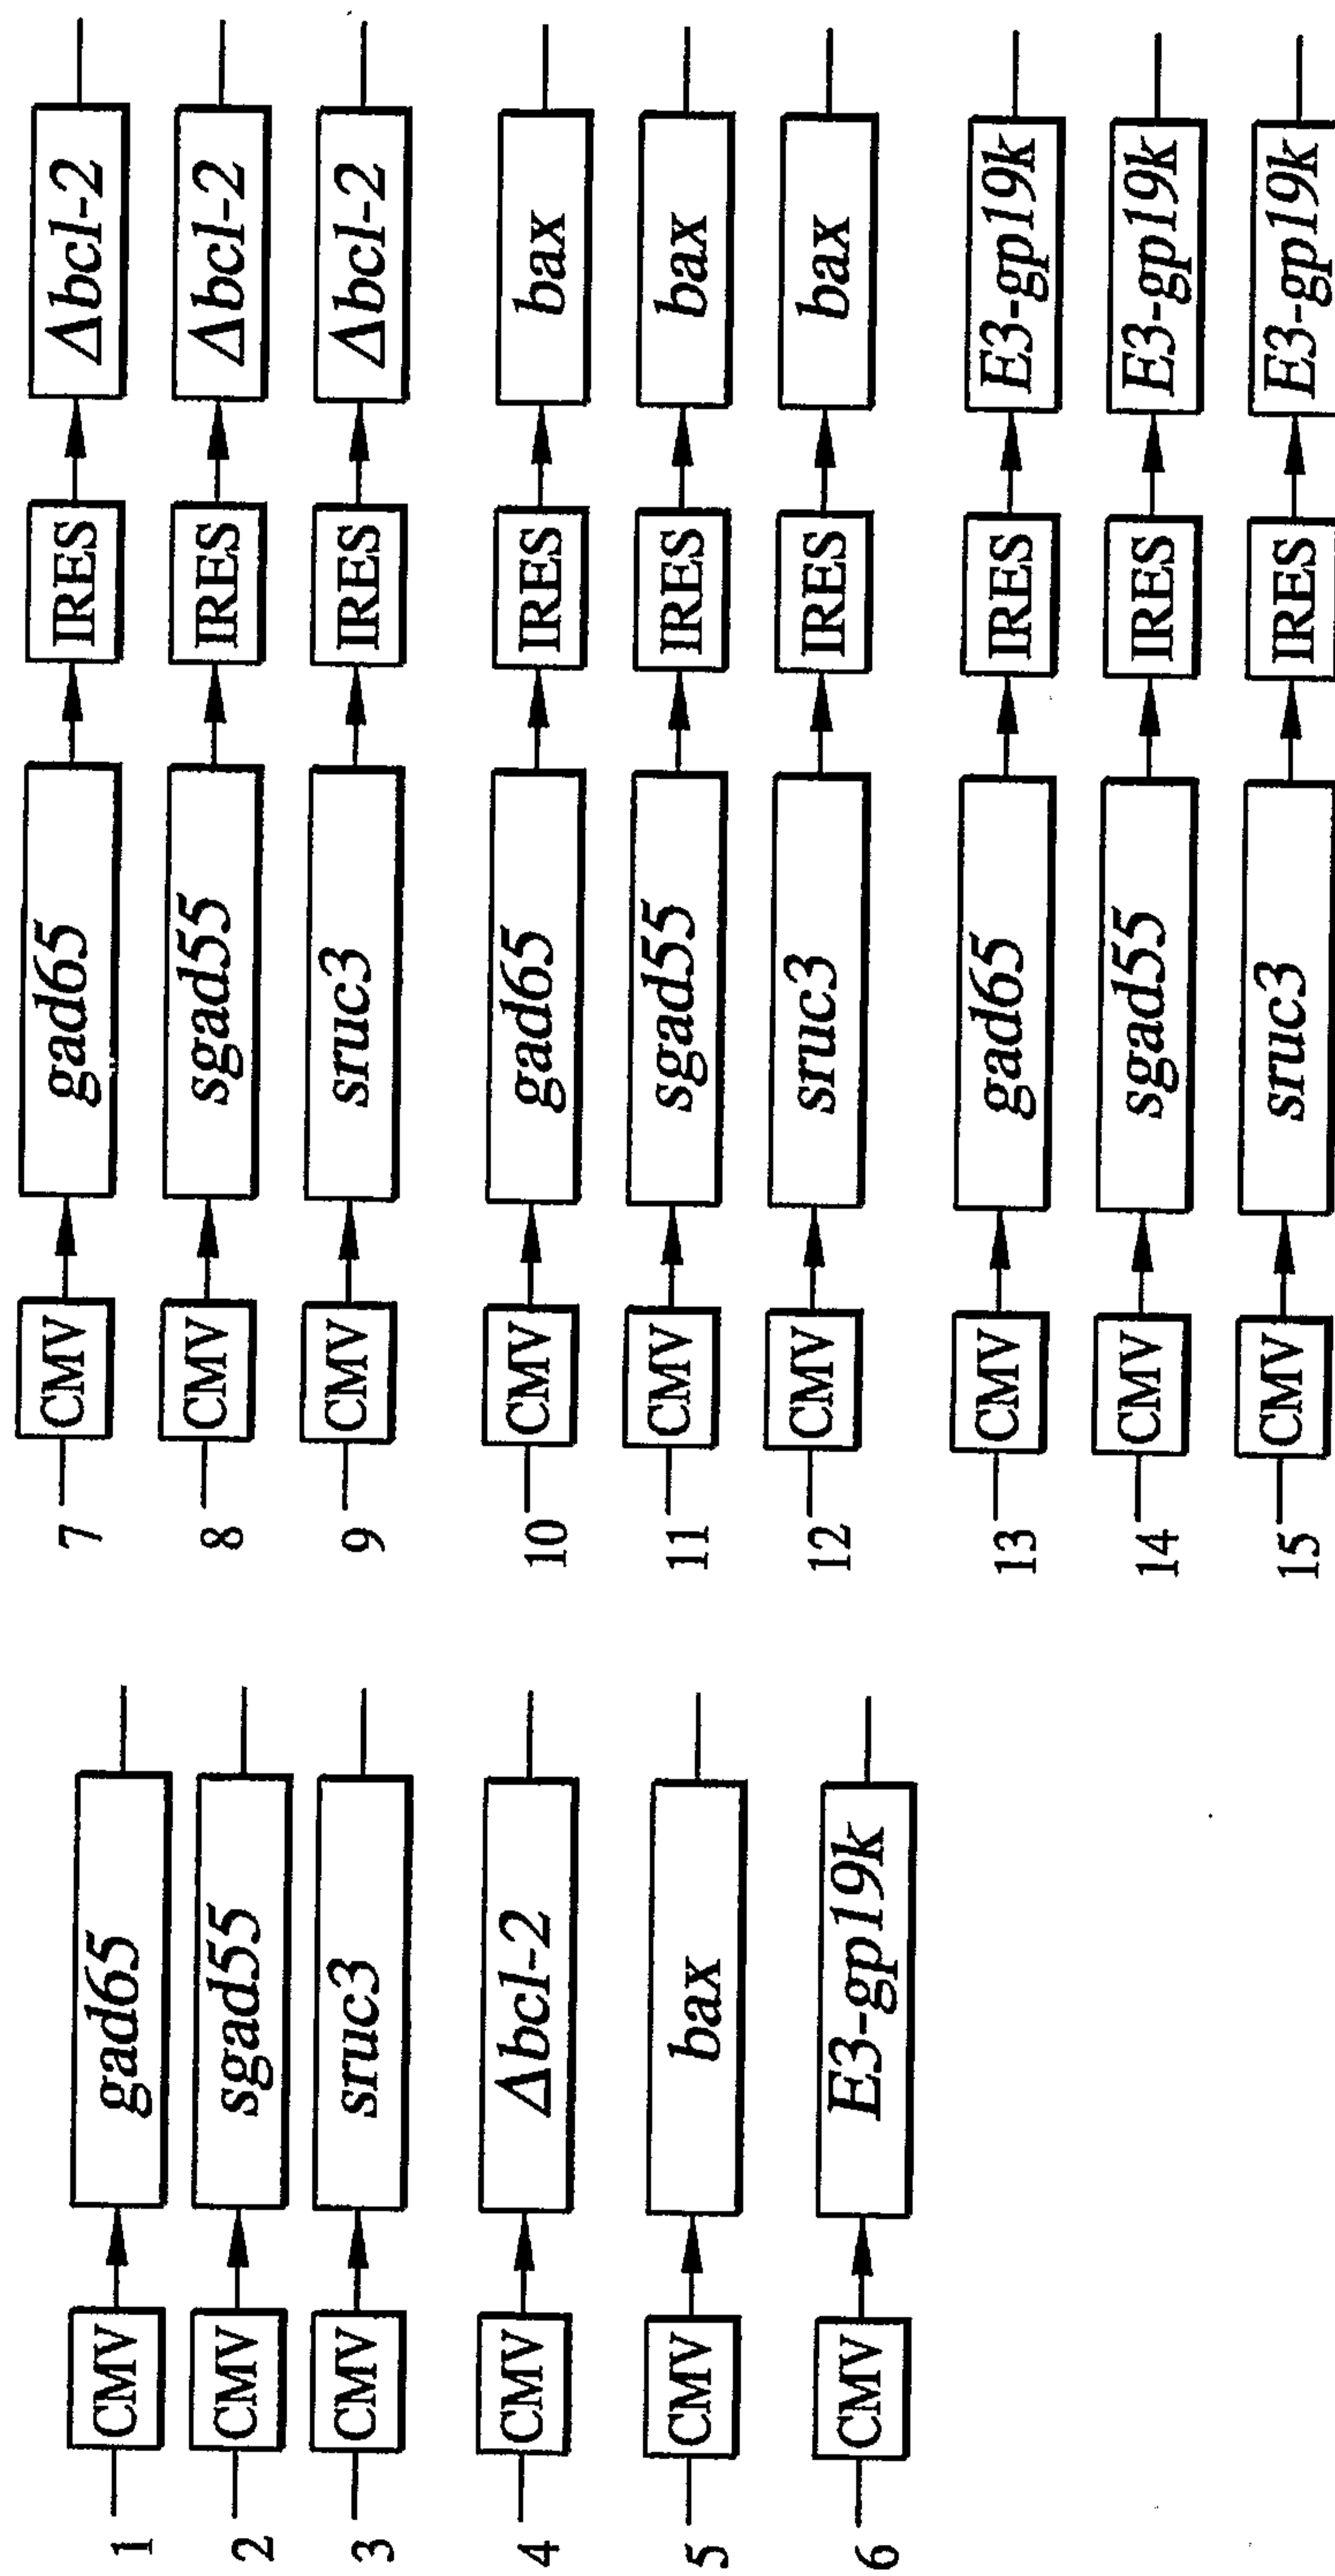 1 CMV gad65
2 CMV sgad55
3 CMV sruc3
4 CMV Δbcl-2
5 CMV bax
6 CMV E3-gp19k
7 CMV gad65 IRES Δbcl-2
8 CMV sgad55 IRES Δbcl-2
9 CMV sruc3 IRES Δbcl-2
10 CMV gad65 IRES bax
11 CMV sgad55 IRES bax
12 CMV sruc3 IRES bax
13 CMV gad65 IRES E3-gp19k
14 CMV sgad55 IRES E3-gp19k
15 CMV sruc3 IRES E3-gp19k